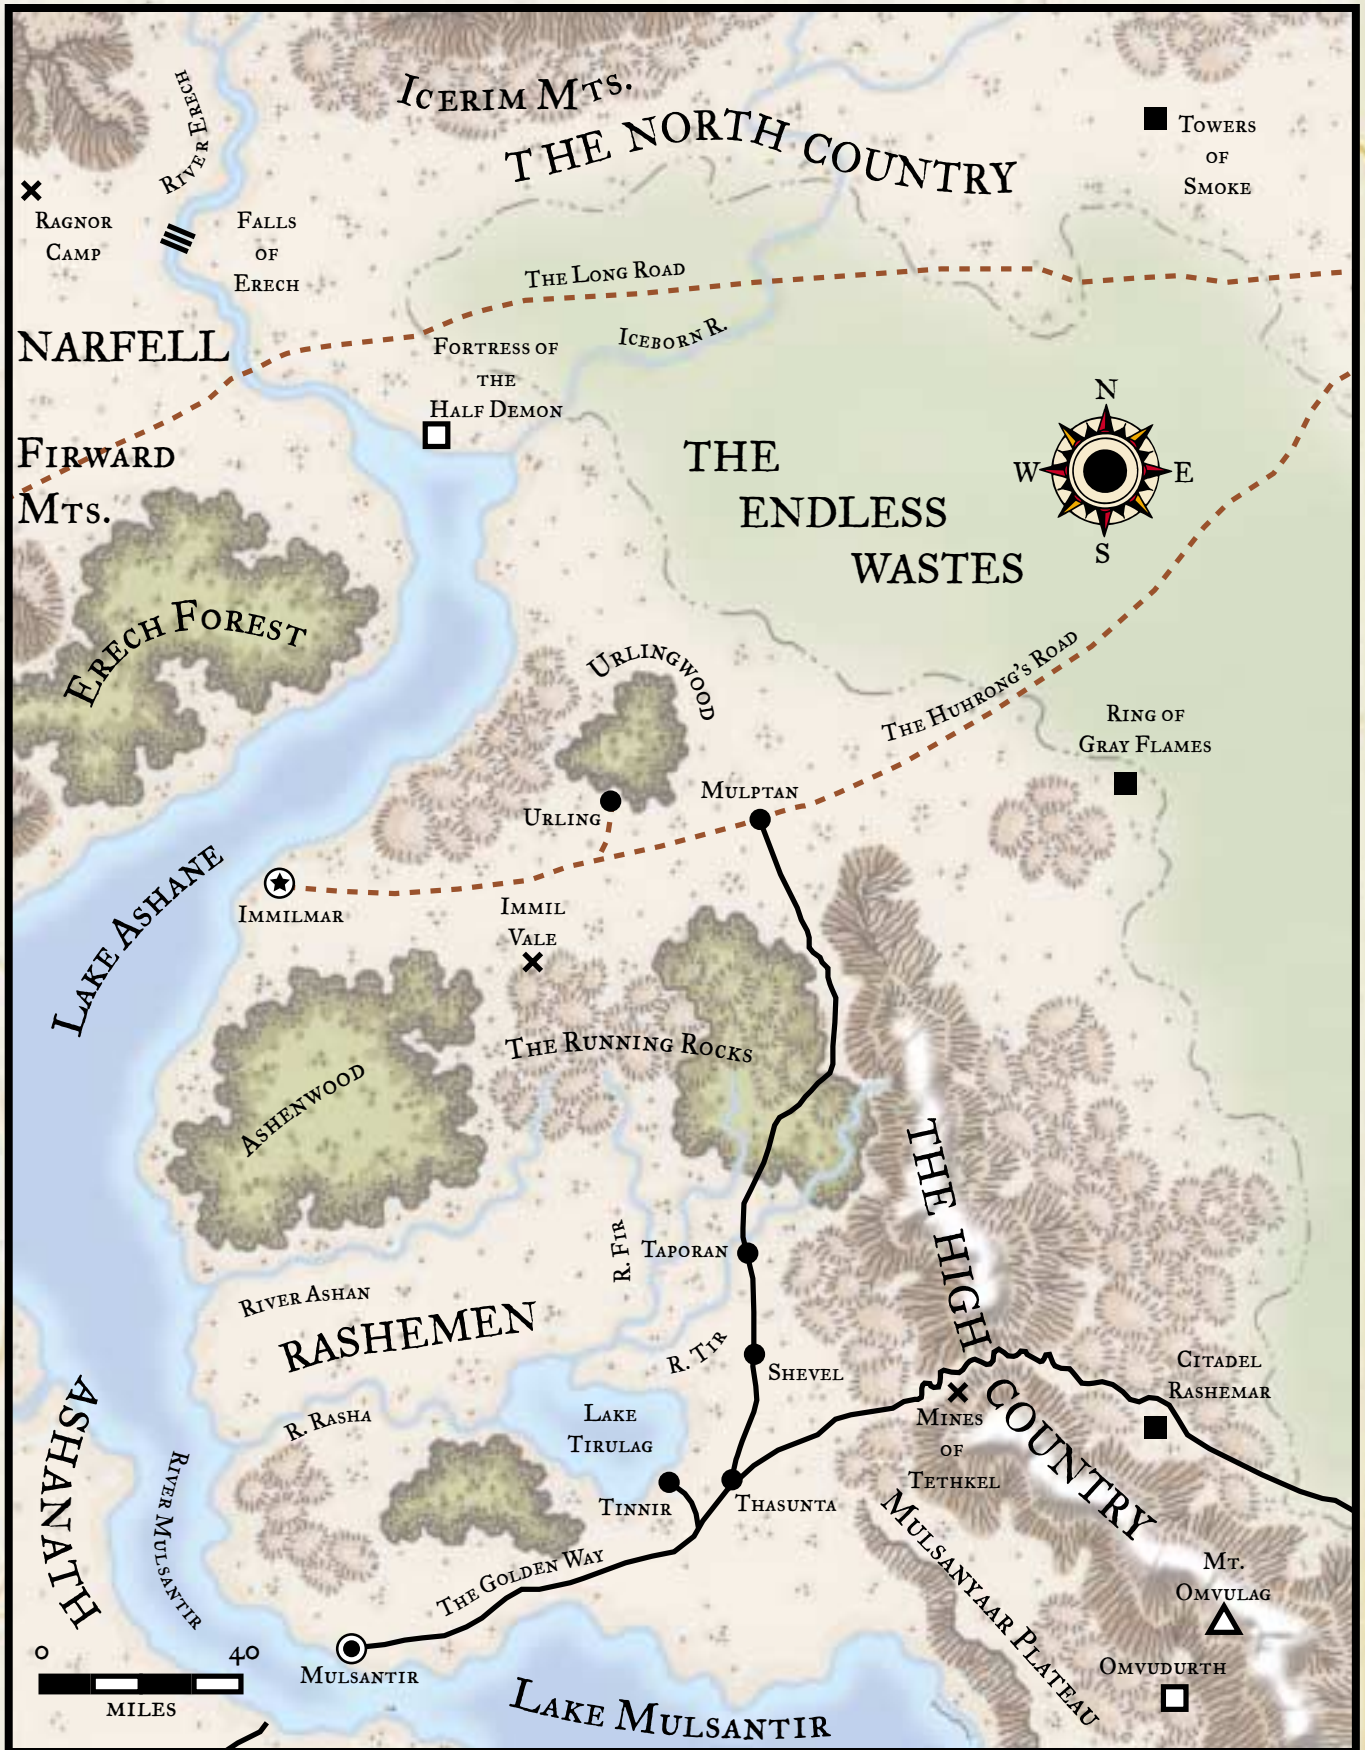 Icerim Mts.
THE NORTH COUNTRY
River Erech
Towers
of
Smoke
Ragnor
Camp
Falls
of
Erech
The Long Road
Iceborn R.
NARFELL
Fortress of
the
Half Demon
Firward
Mts.
THE
ENDLESS
WASTES
N
W
E
S
Erech Forest
Urlingwood
The Huhrong's Road
Ring of
Gray Flames
Mulptan
Urling
Lake Ashane
Immilmar
Immil
Vale
The Running Rocks
Ashenwood
THE HIGH
COUNTRY
R. Fir
Taporan
River Ashan
RASHEMEN
R. Tir
Shevel
Citadel
Rashemar
ASHANATH
R. Rasha
Lake
Tirulag
Mines
of
Tethkel
River Mulsantir
Tinnir
Thasunta
Mulsanyaar Plateau
The Golden Way
Mt.
Omvulag
0 40
MILES
Mulsantir
Omvudurth
Lake Mulsantir